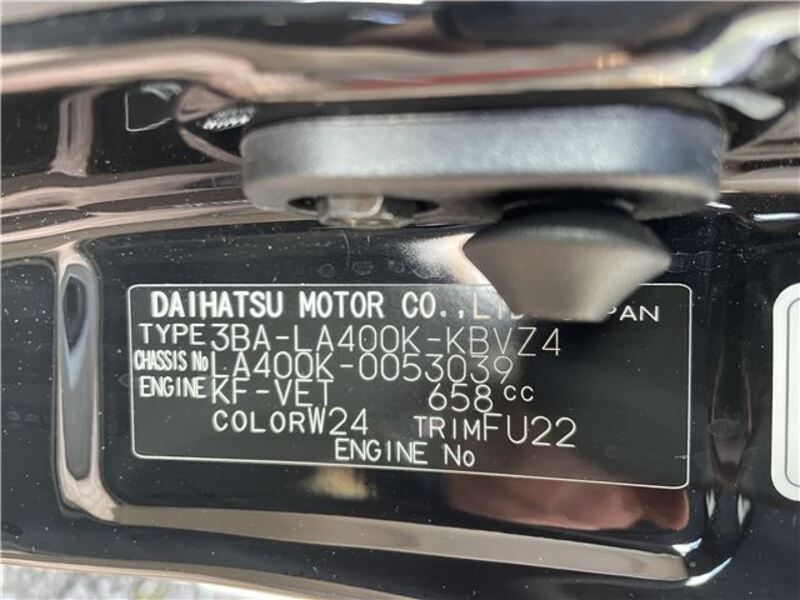 DAIHATSU MOTOR CO.,
TYPE 3BA-LA400K-KBVZ4
CHASSIS No LA400K-0053039
ENGINE KF-VET 658 cc
COLOR W24 TRIM FU22
ENGINE No